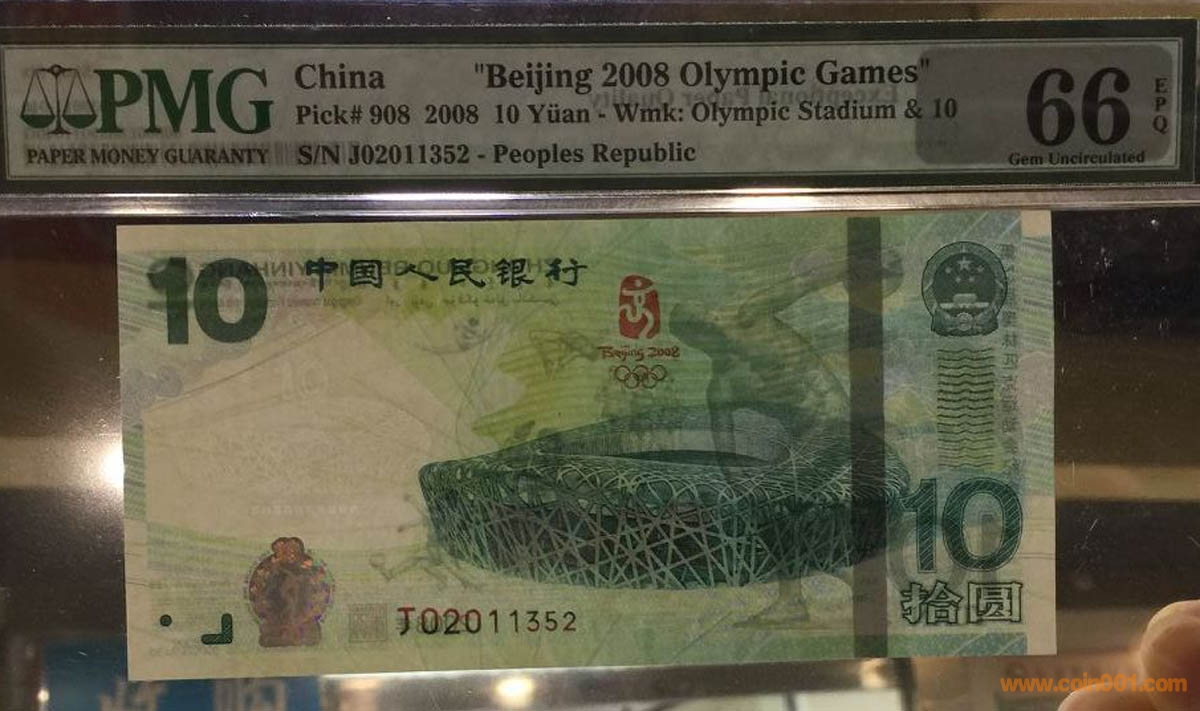 PMG
PAPER MONEY GUARANTY
China "Beijing 2008 Olympic Games"
Pick# 908 2008 10 Yüan - Wmk: Olympic Stadium & 10
S/N J02011352 - Peoples Republic
66
EPQ
Gem Uncirculated
10
中国人民银行
Beijing 2008
10
拾圆
J02011352
www.coin001.com